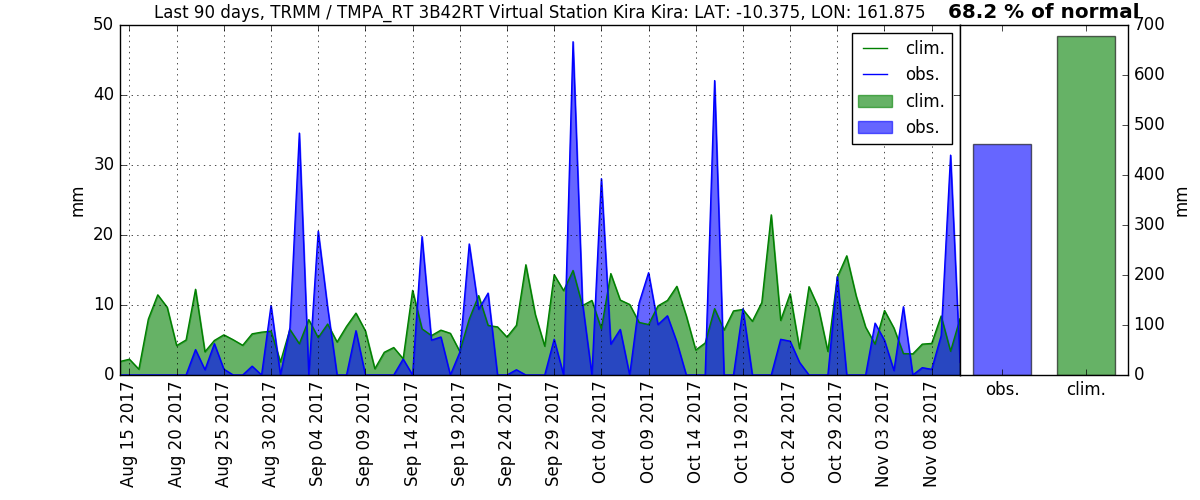 Last 90 days, TRMM / TMPA_RT 3B42RT Virtual Station Kira Kira: LAT: -10.375, LON: 161.875
68.2 % of normal
50
40
30
20
10
0
mm
clim.
obs.
clim.
obs.
Aug 15 2017
Aug 20 2017
Aug 25 2017
Aug 30 2017
Sep 04 2017
Sep 09 2017
Sep 14 2017
Sep 19 2017
Sep 24 2017
Sep 29 2017
Oct 04 2017
Oct 09 2017
Oct 14 2017
Oct 19 2017
Oct 24 2017
Oct 29 2017
Nov 03 2017
Nov 08 2017
700
600
500
400
300
200
100
0
mm
obs.
clim.